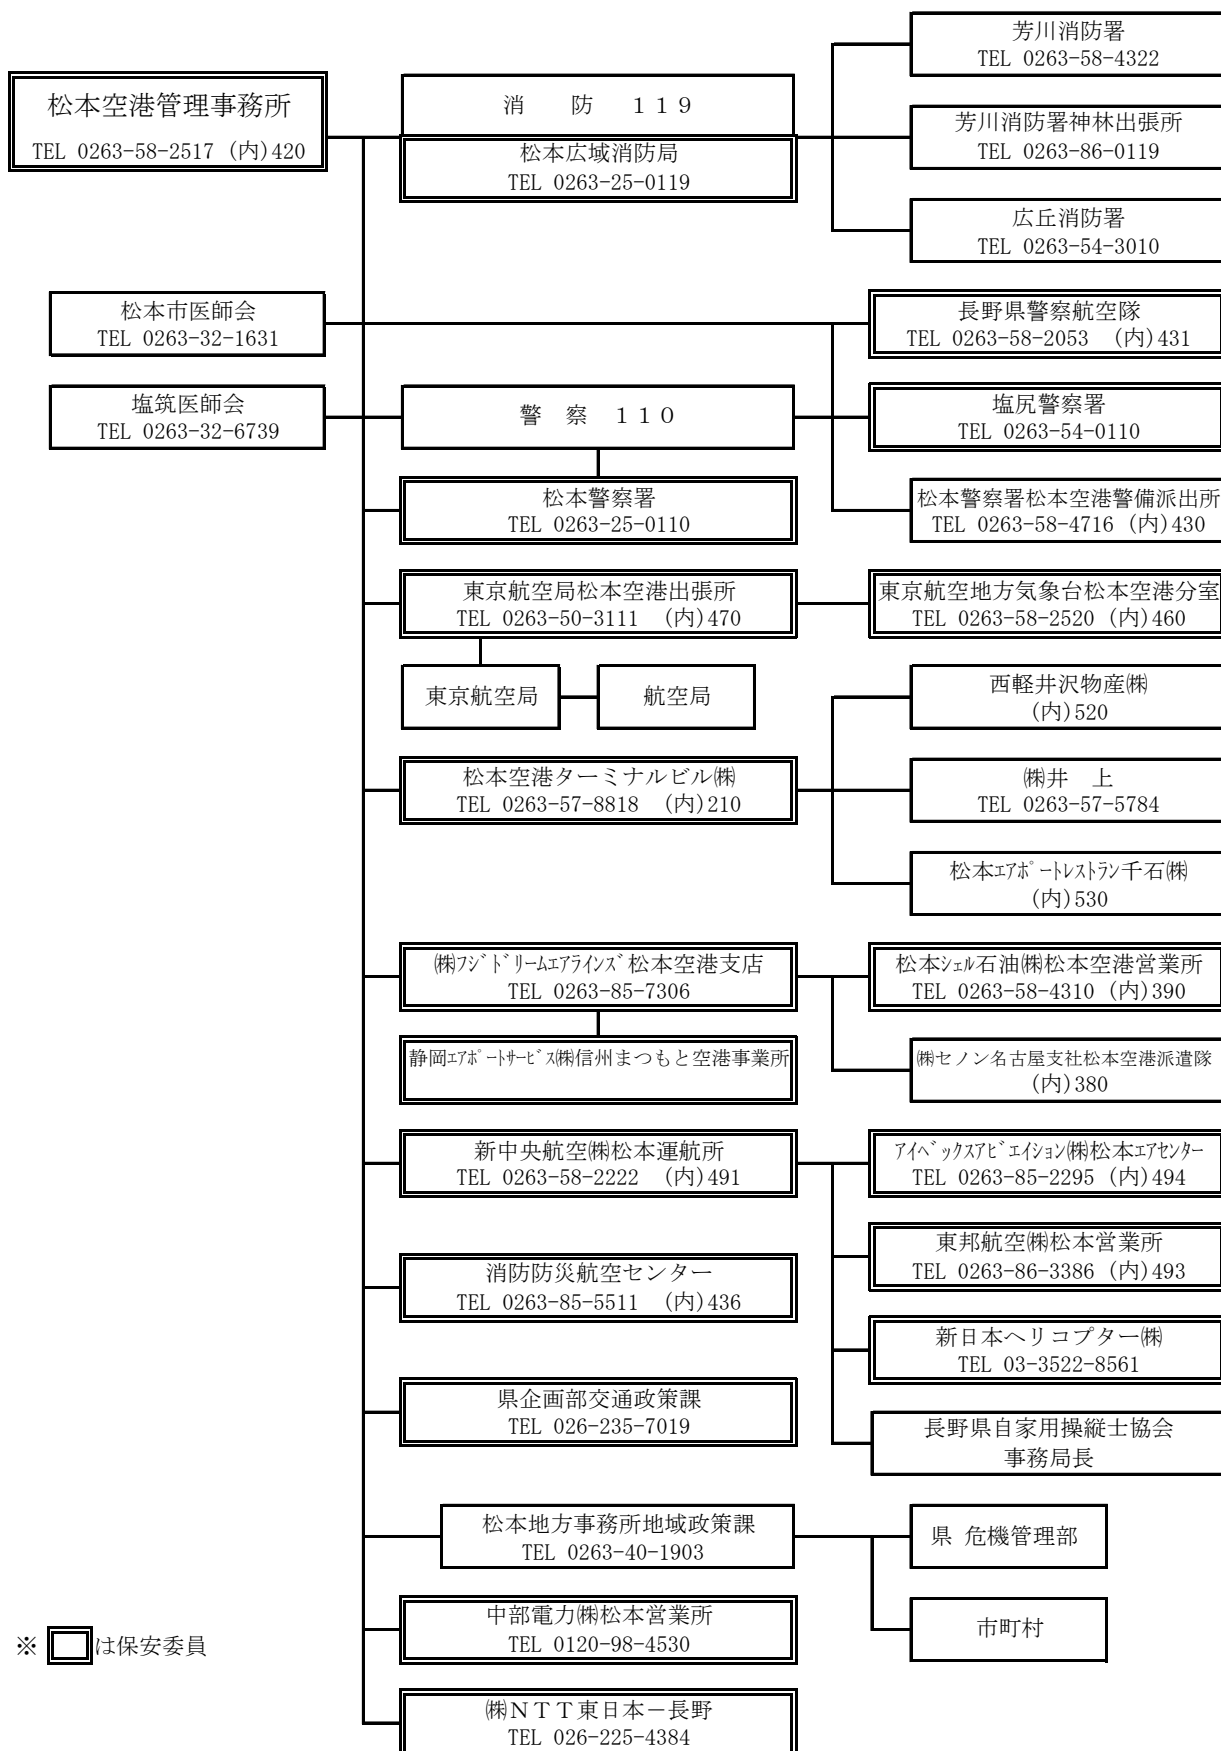 松本空港管理事務所
TEL 0263-58-2517 (内)420
消　防　１１９
松本広域消防局
TEL 0263-25-0119
芳川消防署
TEL 0263-58-4322
芳川消防署神林出張所
TEL 0263-86-0119
広丘消防署
TEL 0263-54-3010
松本市医師会
TEL 0263-32-1631
長野県警察航空隊
TEL 0263-58-2053 (内)431
塩筑医師会
TEL 0263-32-6739
警　察　１１０
塩尻警察署
TEL 0263-54-0110
松本警察署
TEL 0263-25-0110
松本警察署松本空港警備派出所
TEL 0263-58-4716 (内)430
東京航空局松本空港出張所
TEL 0263-50-3111 (内)470
東京航空地方気象台松本空港分室
TEL 0263-58-2520 (内)460
東京航空局
航空局
西軽井沢物産㈱
(内)520
松本空港ターミナルビル㈱
TEL 0263-57-8818 (内)210
㈱井　上
TEL 0263-57-5784
松本ｴｱﾎﾟｰﾄﾚｽﾄﾗﾝ千石㈱
(内)530
㈱ﾌｼﾞﾄﾞﾘｰﾑｴｱﾗｲﾝｽﾞ松本空港支店
TEL 0263-85-7306
松本ｼｪﾙ石油㈱松本空港営業所
TEL 0263-58-4310 (内)390
静岡ｴｱﾎﾟｰﾄｻｰﾋﾞｽ㈱信州まつもと空港事業所
㈱セノン名古屋支社松本空港派遣隊
(内)380
新中央航空㈱松本運航所
TEL 0263-58-2222 (内)491
ｱｲﾍﾞｯｸｽｱﾋﾞｴｲｼｮﾝ㈱松本ｴｱｾﾝﾀｰ
TEL 0263-85-2295 (内)494
東邦航空㈱松本営業所
TEL 0263-86-3386 (内)493
消防防災航空センター
TEL 0263-85-5511 (内)436
新日本ヘリコプター㈱
TEL 03-3522-8561
県企画部交通政策課
TEL 026-235-7019
長野県自家用操縦士協会
事務局長
松本地方事務所地域政策課
TEL 0263-40-1903
県 危機管理部
中部電力㈱松本営業所
TEL 0120-98-4530
市町村
※ は保安委員
㈱ＮＴＴ東日本－長野
TEL 026-225-4384